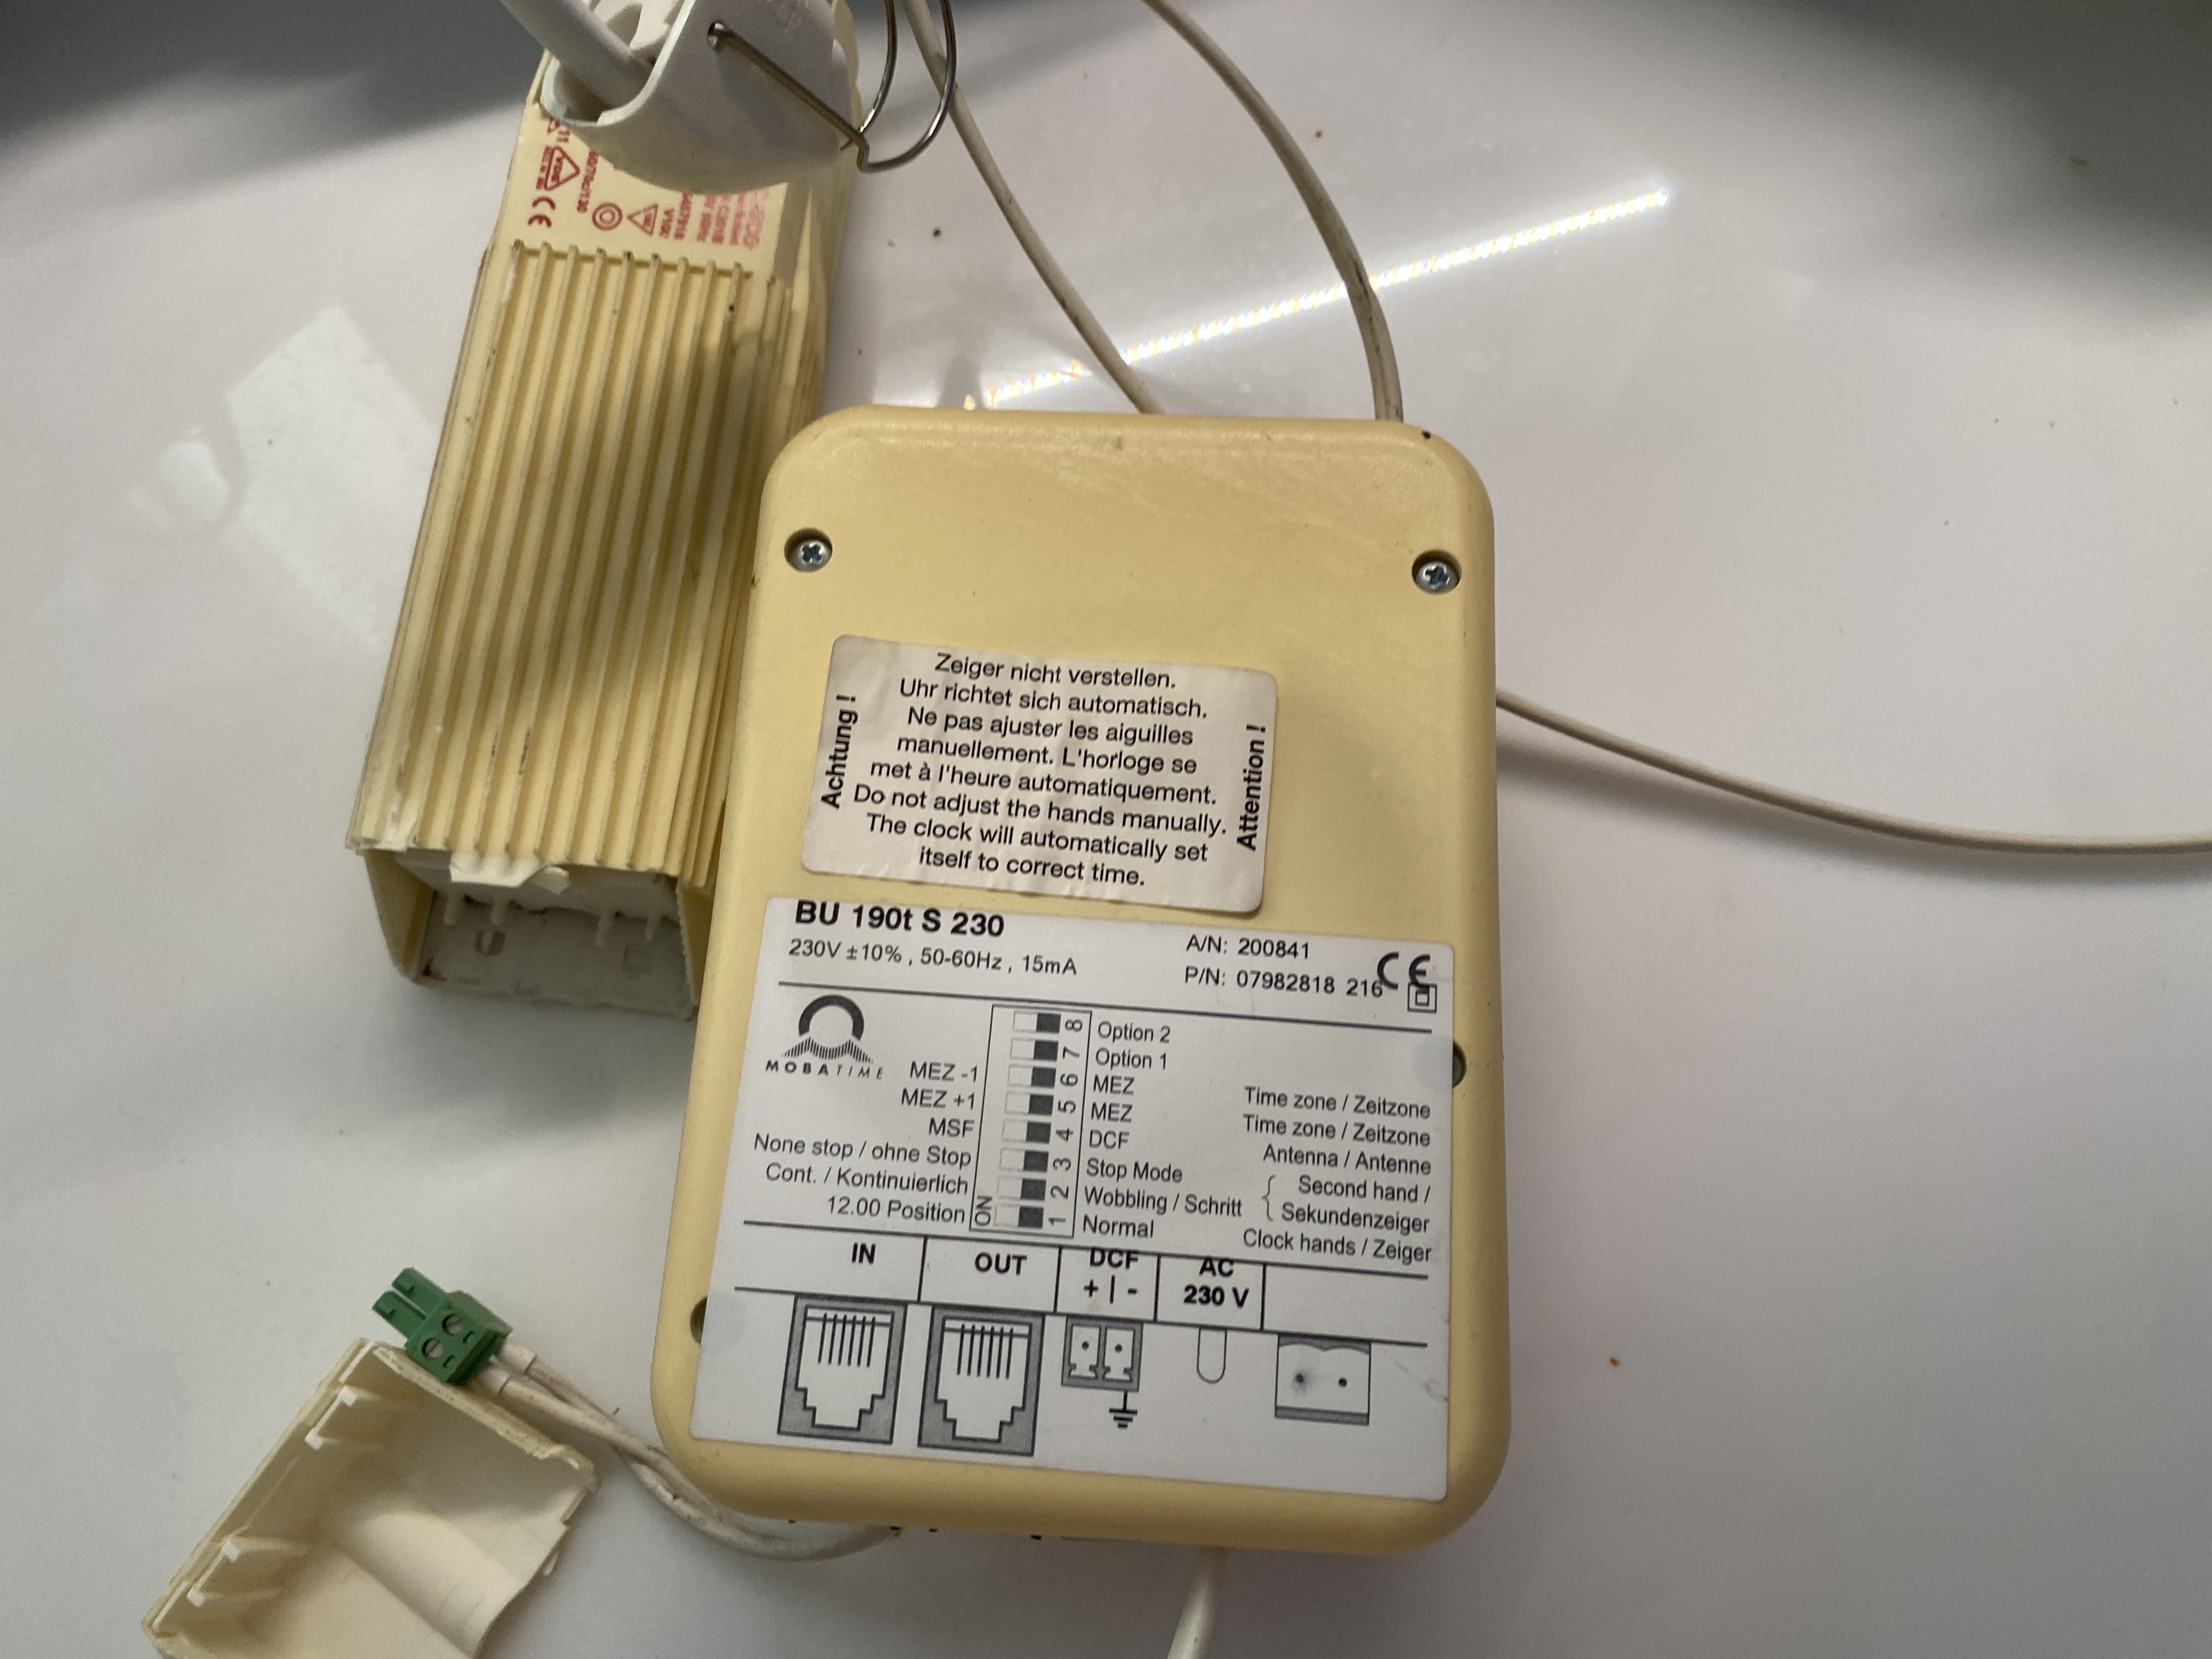 CE
Zeiger nicht verstellen.
Uhr richtet sich automatisch.
Ne pas ajuster les aiguilles
manuellement. L'horloge se
met à l'heure automatiquement.
Do not adjust the hands manually.
The clock will automatically set
itself to correct time.
Achtung !
Attention !
BU 190t S 230
230V ±10% , 50-60Hz , 15mA
A/N: 200841
P/N: 07982818 216
CE
MOBATIME
8 Option 2
7 Option 1
MEZ -1 6 MEZ Time zone / Zeitzone
MEZ +1 5 MEZ Time zone / Zeitzone
MSF 4 DCF Antenna / Antenne
None stop / ohne Stop 3 Stop Mode Second hand /
Cont. / Kontinuierlich 2 Wobbling / Schritt Sekundenzeiger
12.00 Position ON 1 Normal Clock hands / Zeiger
IN OUT DCF AC
+ | - 230 V